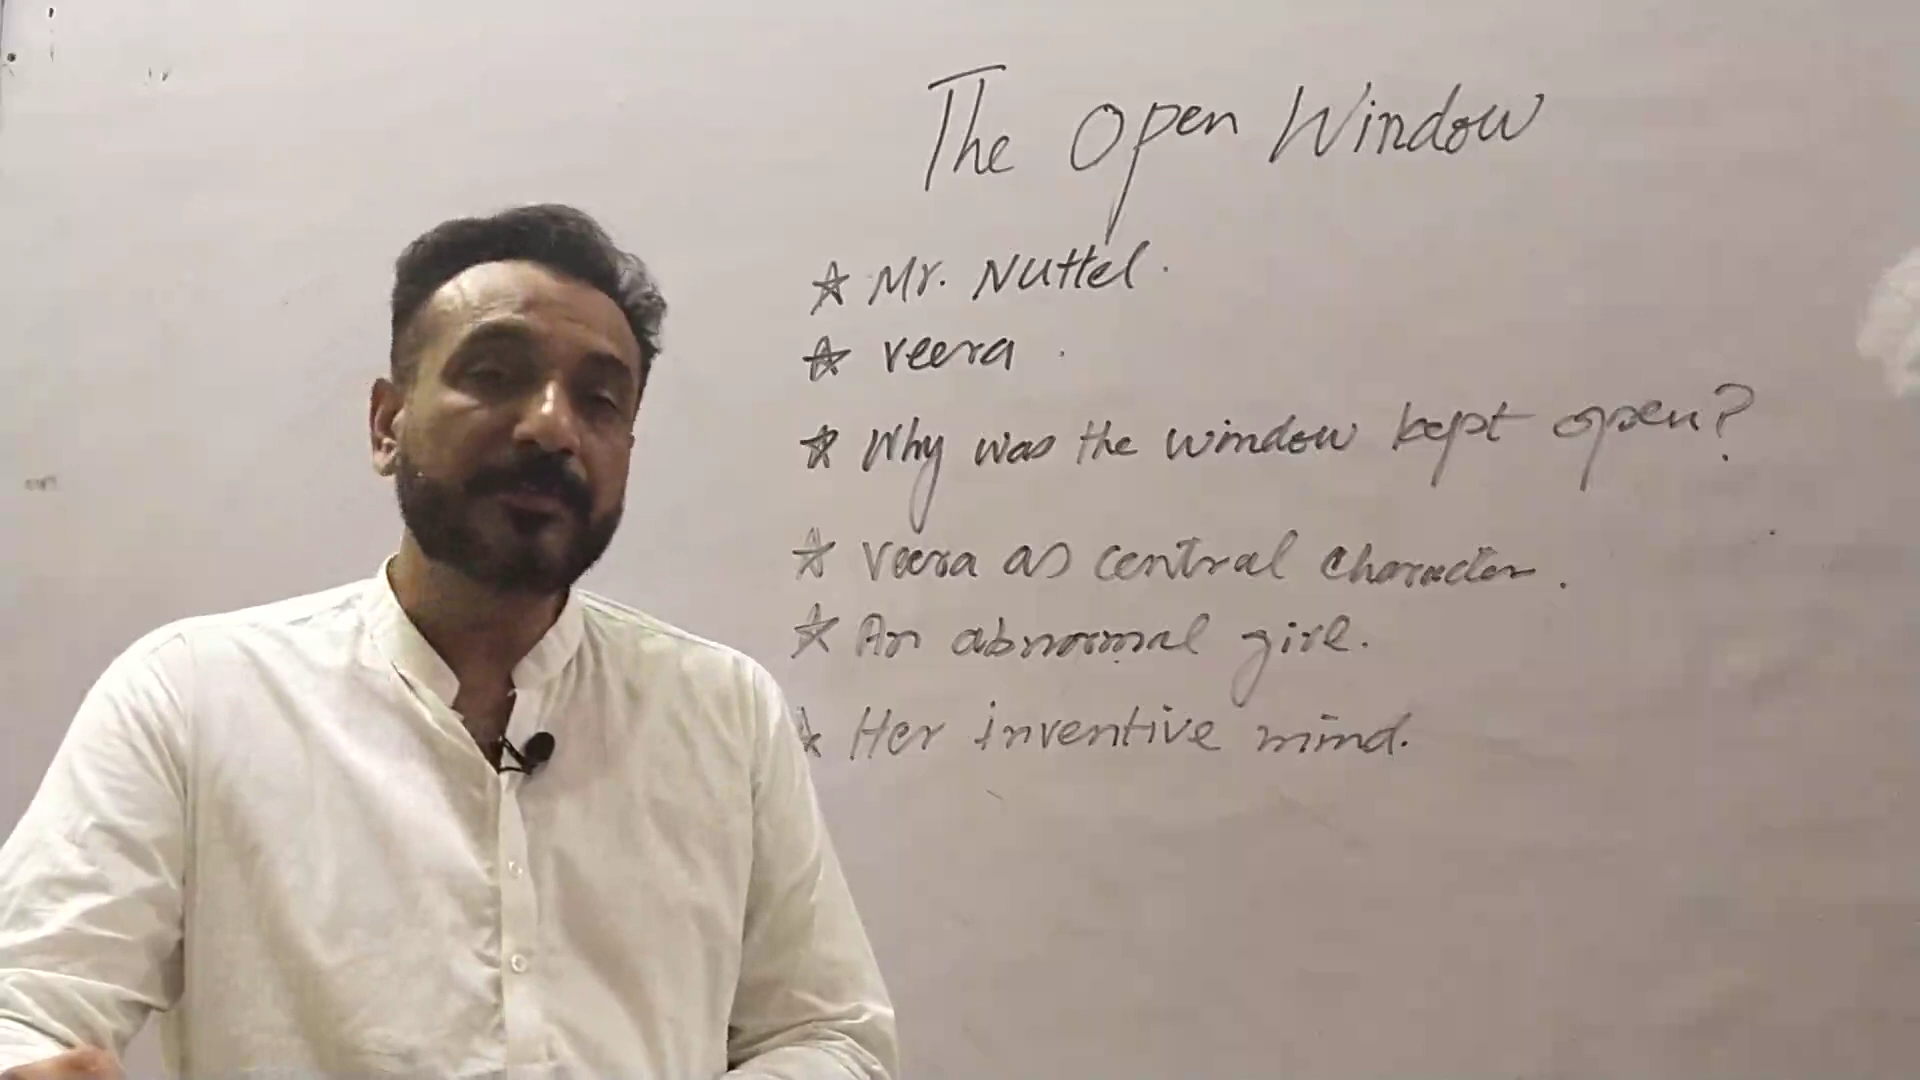 The Open Window
☆ Mr. Nuttel.
☆ Veera.
☆ Why was the window kept open?
☆ Veera as central character.
☆ An abnormal girl.
☆ Her inventive mind.